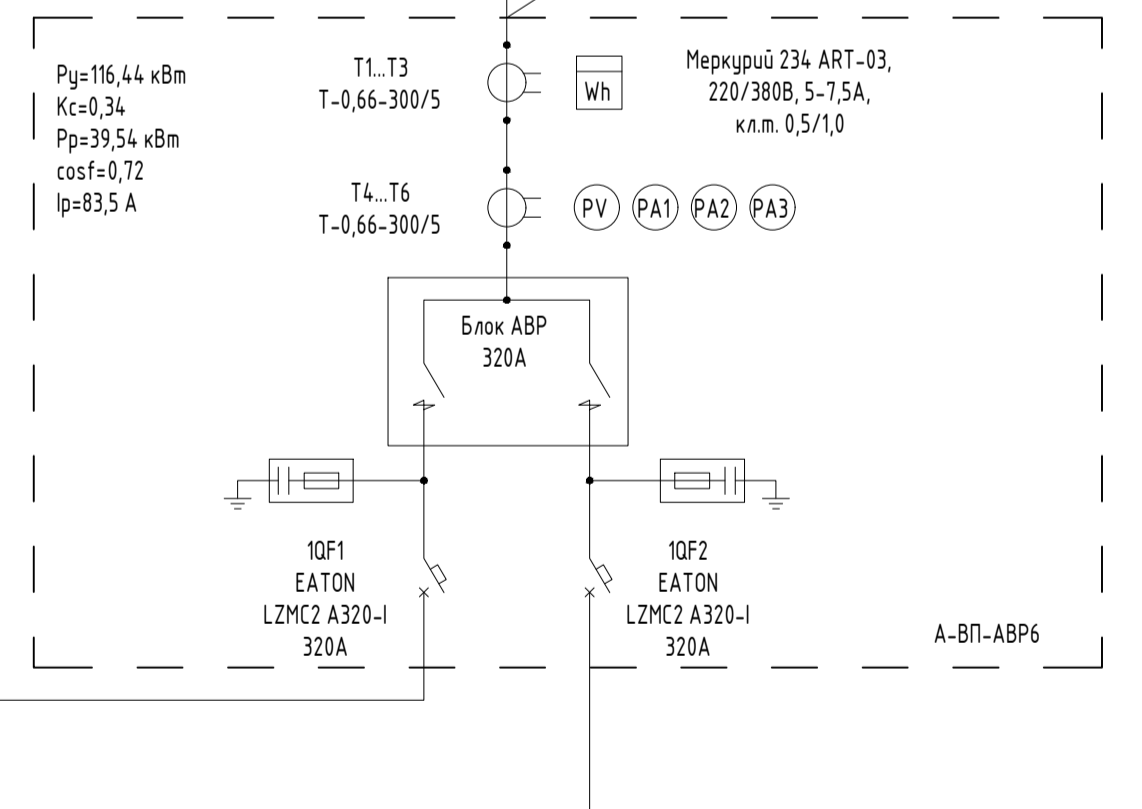 Ру=116,44 кВт
Кс=0,34
Рр=39,54 кВт
cosf=0,72
Iр=83,5 А
Т1...Т3
Т-0,66-300/5
Wh
Меркурий 234 ART-03,
220/380В, 5-7,5А,
кл.т. 0,5/1,0
Т4...Т6
Т-0,66-300/5
PV
PA1
PA2
PA3
Блок АВР
320А
1QF1
EATON
LZMC2 A320-I
320А
1QF2
EATON
LZMC2 A320-I
320А
А-ВП-АВР6